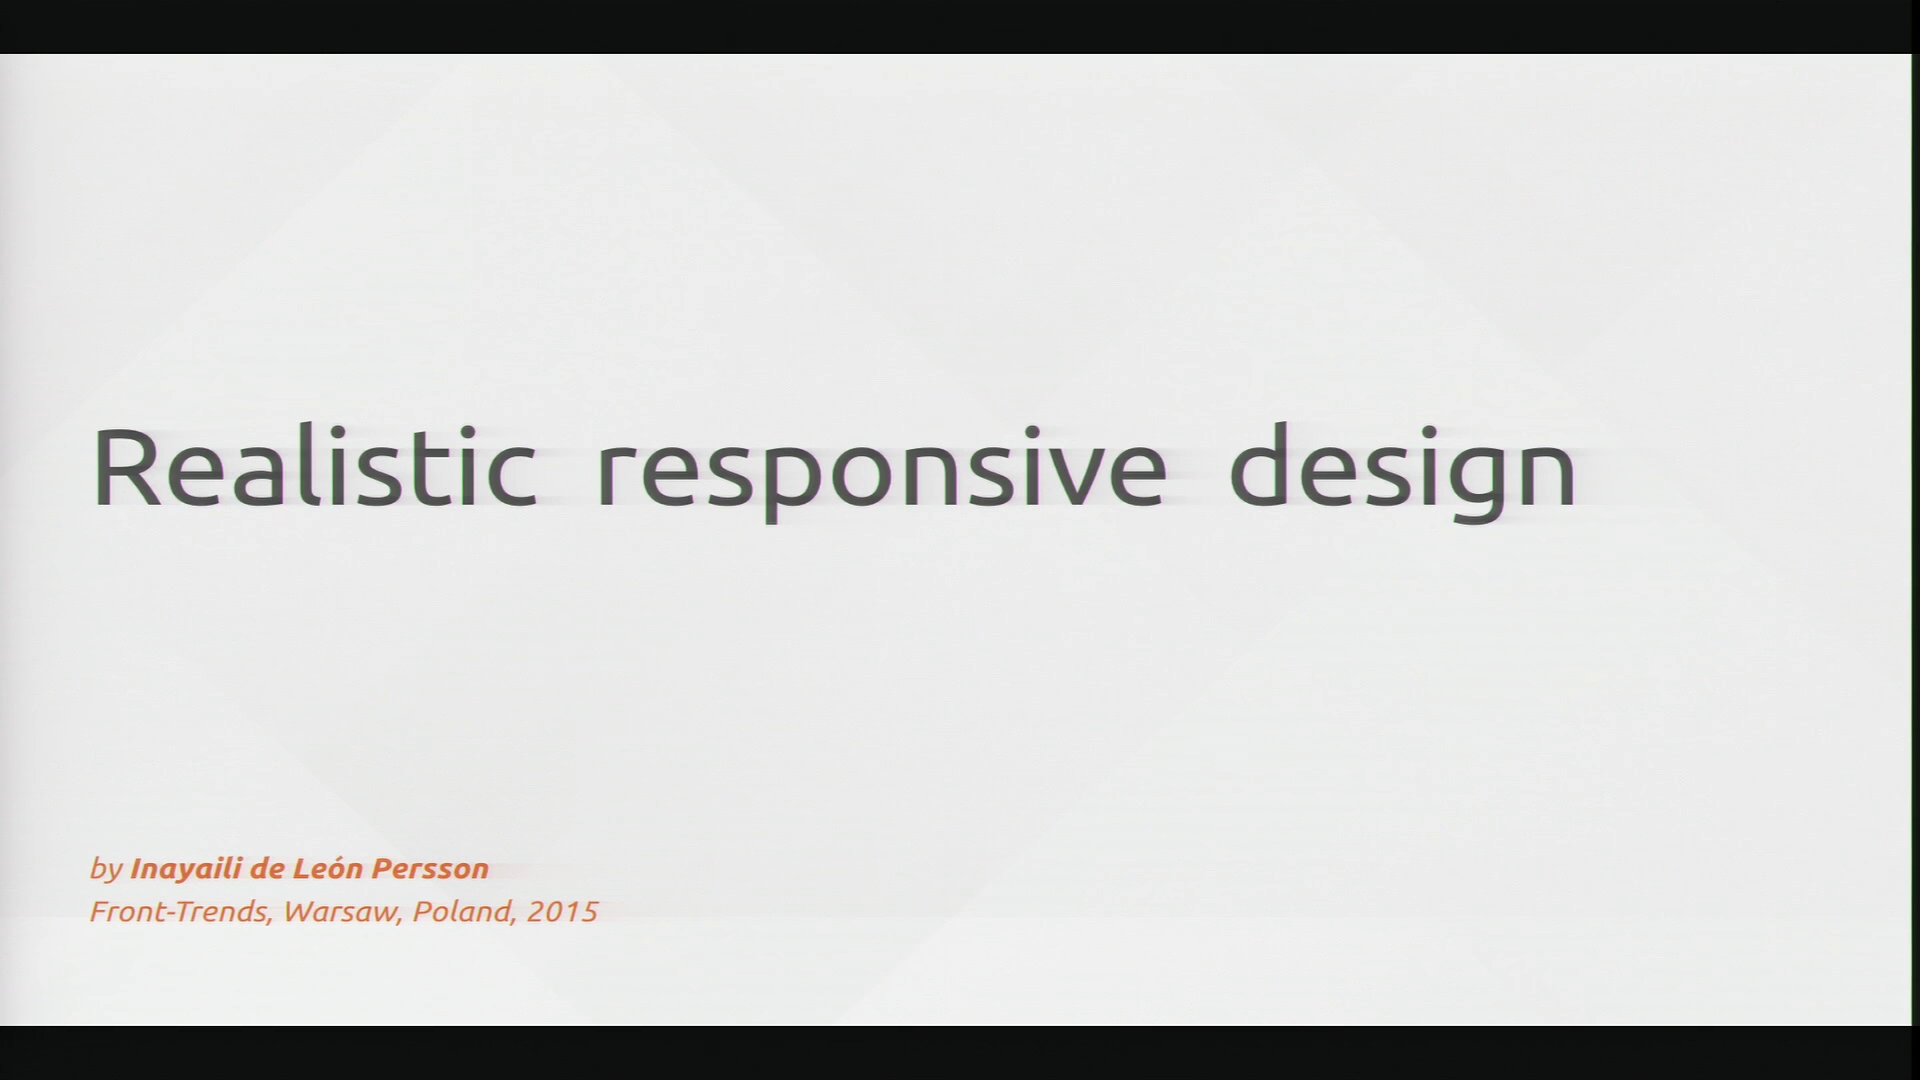 Realistic responsive design
by Inayaili de León Persson
Front-Trends, Warsaw, Poland, 2015